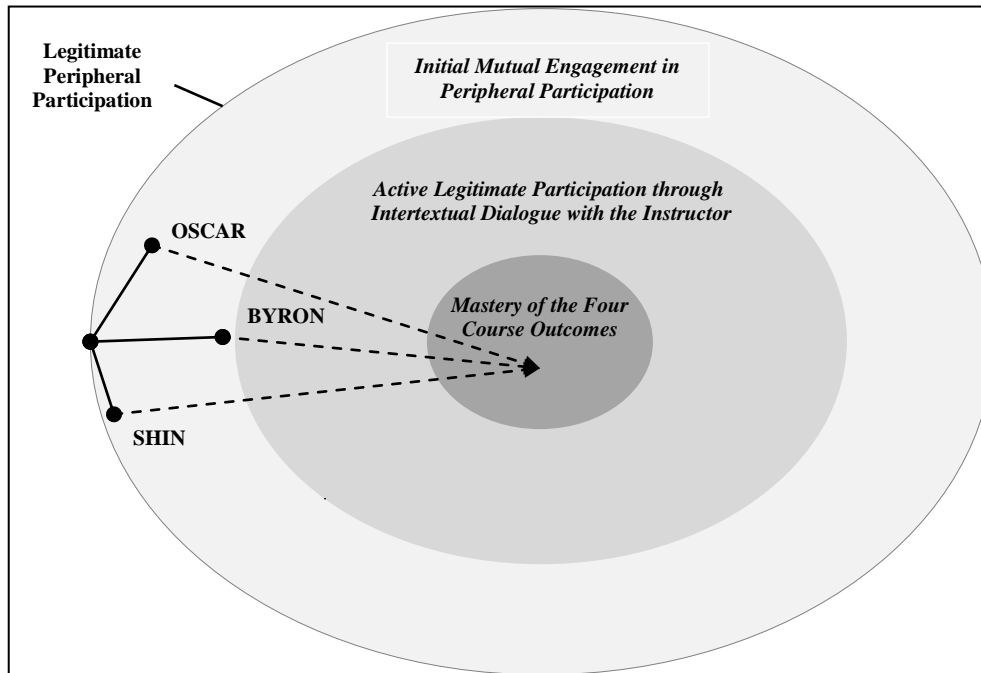 Legitimate
Peripheral
Participation
Initial Mutual Engagement in
Peripheral Participation
Active Legitimate Participation through
Intertextual Dialogue with the Instructor
OSCAR
BYRON
Mastery of the Four
Course Outcomes
SHIN